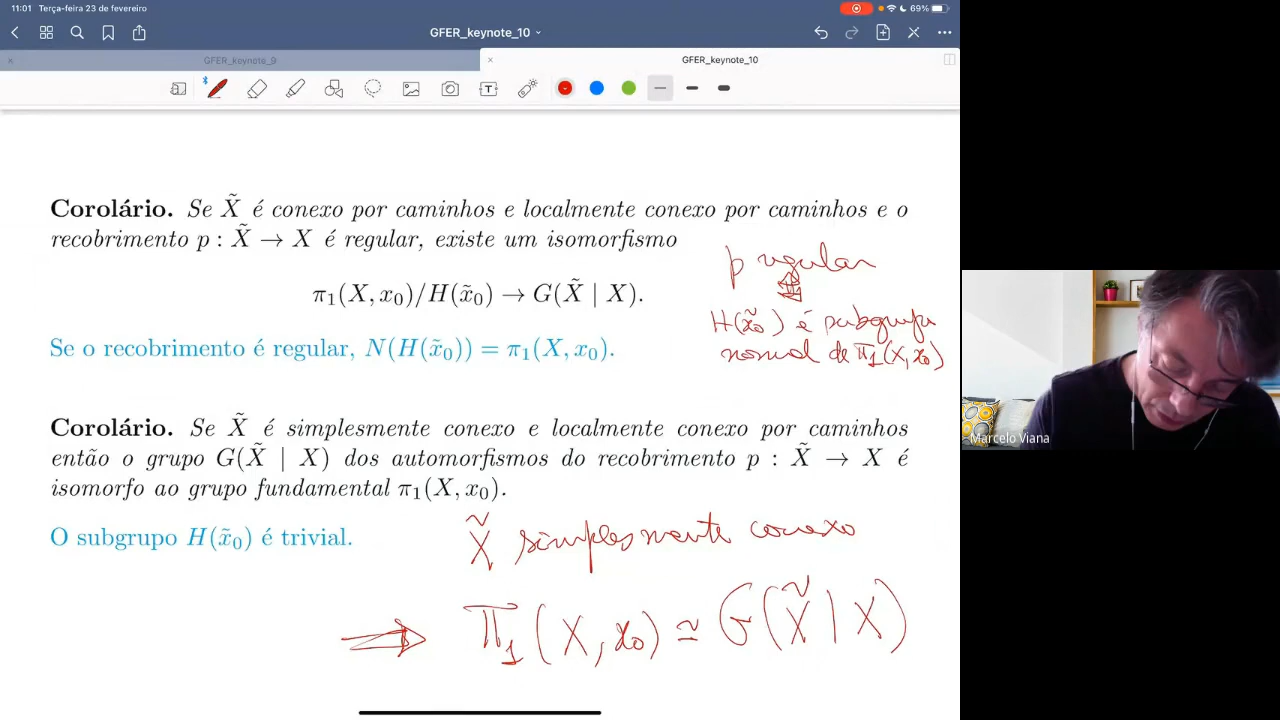 11:01 Terça-feira 23 de fevereiro
69%
GFER_keynote_10
GFER_keynote_9
GFER_keynote_10
Corolário. Se X̃ é conexo por caminhos e localmente conexo por caminhos e o
recobrimento p : X̃ → X é regular, existe um isomorfismo
π₁(X, x₀)/H(x̃₀) → G(X̃ | X).
Se o recobrimento é regular, N(H(x̃₀)) = π₁(X, x₀).
p regular
⇕
H(x̃₀) é subgrupo
normal de π₁(X, x₀)
Corolário. Se X̃ é simplesmente conexo e localmente conexo por caminhos
então o grupo G(X̃ | X) dos automorfismos do recobrimento p : X̃ → X é
isomorfo ao grupo fundamental π₁(X, x₀).
O subgrupo H(x̃₀) é trivial.
X̃ simplesmente conexo
⇒ π₁(X, x₀) ≃ G(X̃ | X)
Marcelo Viana